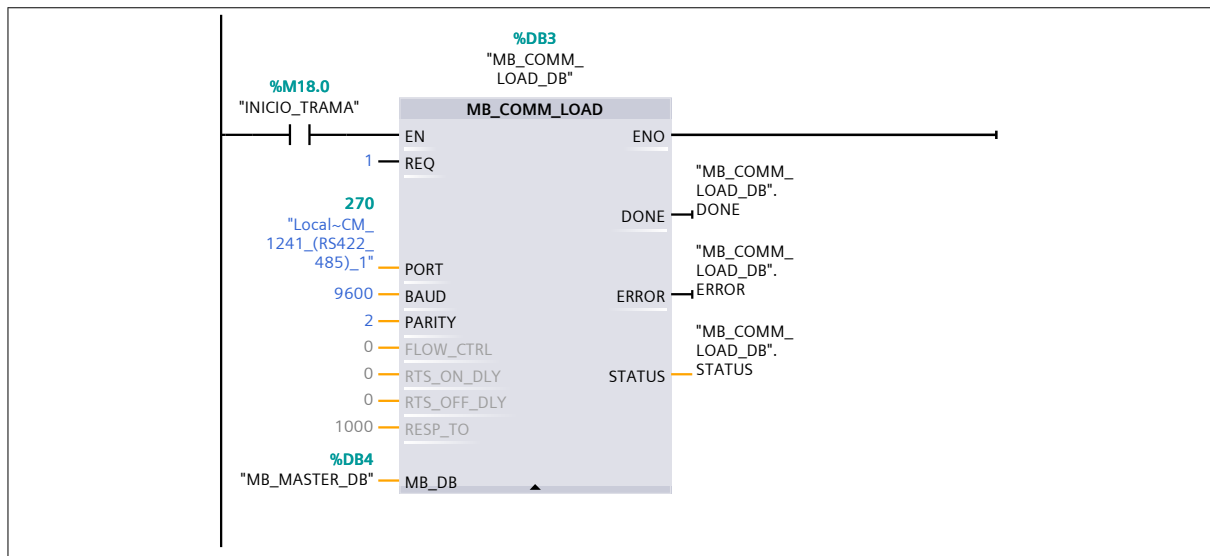 %DB3
"MB_COMM_
LOAD_DB"
%M18.0
"INICIO_TRAMA"
MB_COMM_LOAD
EN
ENO
1
REQ
"MB_COMM_
LOAD_DB".
DONE
DONE
270
"Local~CM_
1241_(RS422_
485)_1"
PORT
"MB_COMM_
LOAD_DB".
ERROR
ERROR
9600
BAUD
2
PARITY
0
FLOW_CTRL
"MB_COMM_
LOAD_DB".
STATUS
STATUS
0
RTS_ON_DLY
0
RTS_OFF_DLY
1000
RESP_TO
%DB4
"MB_MASTER_DB"
MB_DB